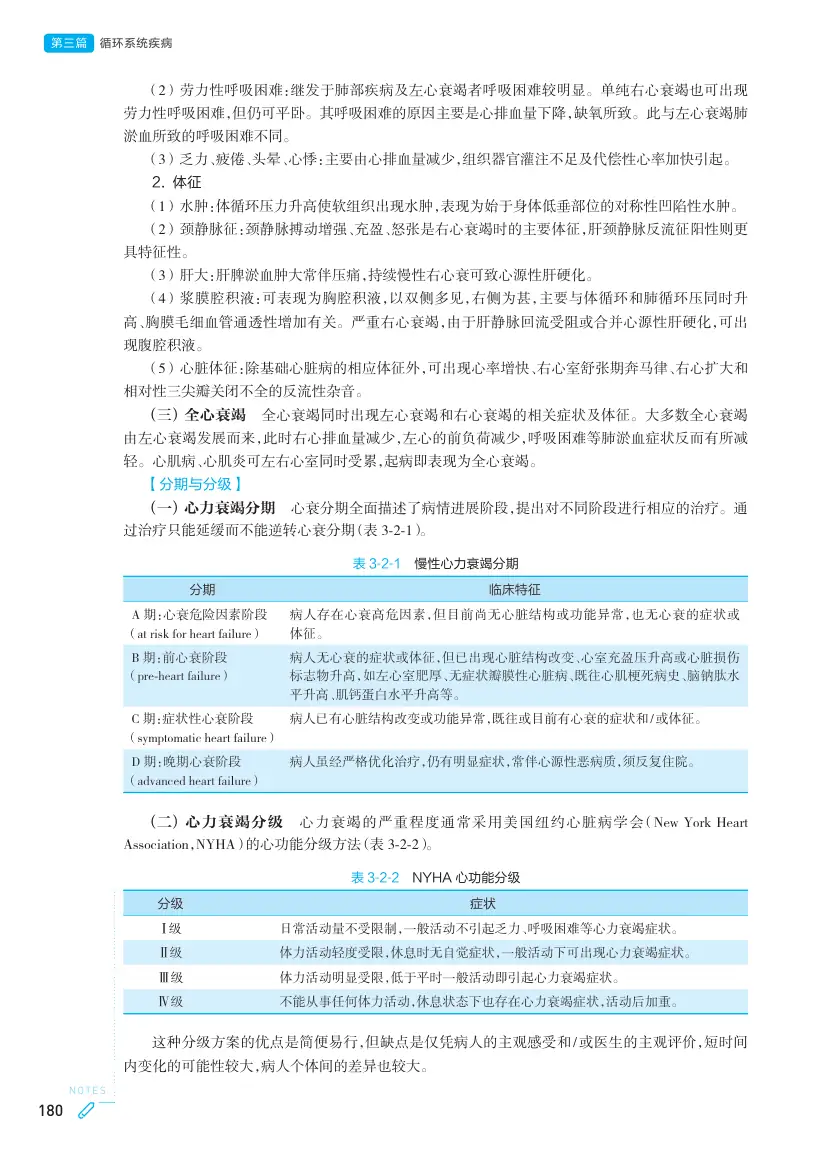 第三篇 循环系统疾病
（2）劳力性呼吸困难：继发于肺部疾病及左心衰竭者呼吸困难较明显。单纯右心衰竭也可出现
劳力性呼吸困难，但仍可平卧。其呼吸困难的原因主要是心排血量下降，缺氧所致。此与左心衰竭肺
淤血所致的呼吸困难不同。
（3）乏力、疲倦、头晕、心悸：主要由心排血量减少，组织器官灌注不足及代偿性心率加快引起。
2. 体征
（1）水肿：体循环压力升高使软组织出现水肿，表现为始于身体低垂部位的对称性凹陷性水肿。
（2）颈静脉征：颈静脉搏动增强、充盈、怒张是右心衰竭时的主要体征，肝颈静脉反流征阳性则更
具特征性。
（3）肝大：肝脾淤血肿大常伴压痛，持续慢性右心衰可致心源性肝硬化。
（4）浆膜腔积液：可表现为胸腔积液，以双侧多见，右侧为甚，主要与体循环和肺循环压同时升
高、胸膜毛细血管通透性增加有关。严重右心衰竭，由于肝静脉回流受阻或合并心源性肝硬化，可出
现腹腔积液。
（5）心脏体征：除基础心脏病的相应体征外，可出现心率增快、右心室舒张期奔马律、右心扩大和
相对性三尖瓣关闭不全的反流性杂音。
（三）全心衰竭 全心衰竭同时出现左心衰竭和右心衰竭的相关症状及体征。大多数全心衰竭
由左心衰竭发展而来，此时右心排血量减少，左心的前负荷减少，呼吸困难等肺淤血症状反而有所减
轻。心肌病、心肌炎可左右心室同时受累，起病即表现为全心衰竭。
【分期与分级】
（一）心力衰竭分期 心衰分期全面描述了病情进展阶段，提出对不同阶段进行相应的治疗。通
过治疗只能延缓而不能逆转心衰分期（表 3-2-1）。
表 3-2-1 慢性心力衰竭分期
分期 临床特征
A 期：心衰危险因素阶段 病人存在心衰高危因素，但目前尚无心脏结构或功能异常，也无心衰的症状或
（at risk for heart failure） 体征。
B 期：前心衰阶段 病人无心衰的症状或体征，但已出现心脏结构改变、心室充盈压升高或心脏损伤
（pre-heart failure） 标志物升高，如左心室肥厚、无症状瓣膜性心脏病、既往心肌梗死病史、脑钠肽水
平升高、肌钙蛋白水平升高等。
C 期：症状性心衰阶段 病人已有心脏结构改变或功能异常，既往或目前有心衰的症状和/或体征。
（symptomatic heart failure）
D 期：晚期心衰阶段 病人虽经严格优化治疗，仍有明显症状，常伴心源性恶病质，须反复住院。
（advanced heart failure）
（二）心力衰竭分级 心力衰竭的严重程度通常采用美国纽约心脏病学会（New York Heart
Association，NYHA）的心功能分级方法（表 3-2-2）。
表 3-2-2 NYHA 心功能分级
分级 症状
Ⅰ级 日常活动量不受限制，一般活动不引起乏力、呼吸困难等心力衰竭症状。
Ⅱ级 体力活动轻度受限，休息时无自觉症状，一般活动下可出现心力衰竭症状。
Ⅲ级 体力活动明显受限，低于平时一般活动即引起心力衰竭症状。
Ⅳ级 不能从事任何体力活动，休息状态下也存在心力衰竭症状，活动后加重。
这种分级方案的优点是简便易行，但缺点是仅凭病人的主观感受和/或医生的主观评价，短时间
内变化的可能性较大，病人个体间的差异也较大。
NOTES
180